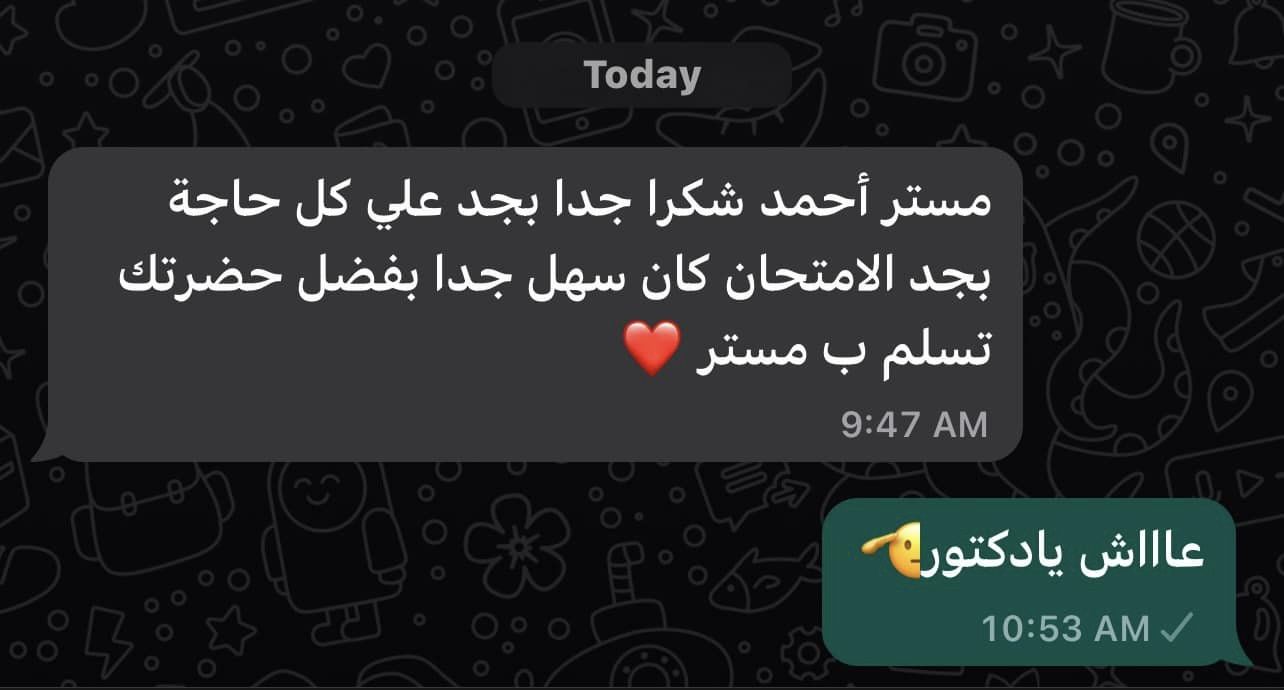 Today
مستر أحمد شكرا جدا بجد علي كل حاجة
بجد الامتحان كان سهل جدا بفضل حضرتك
تسلم ب مستر ❤️
9:47 AM
عاااش يادكتور🫡
10:53 AM